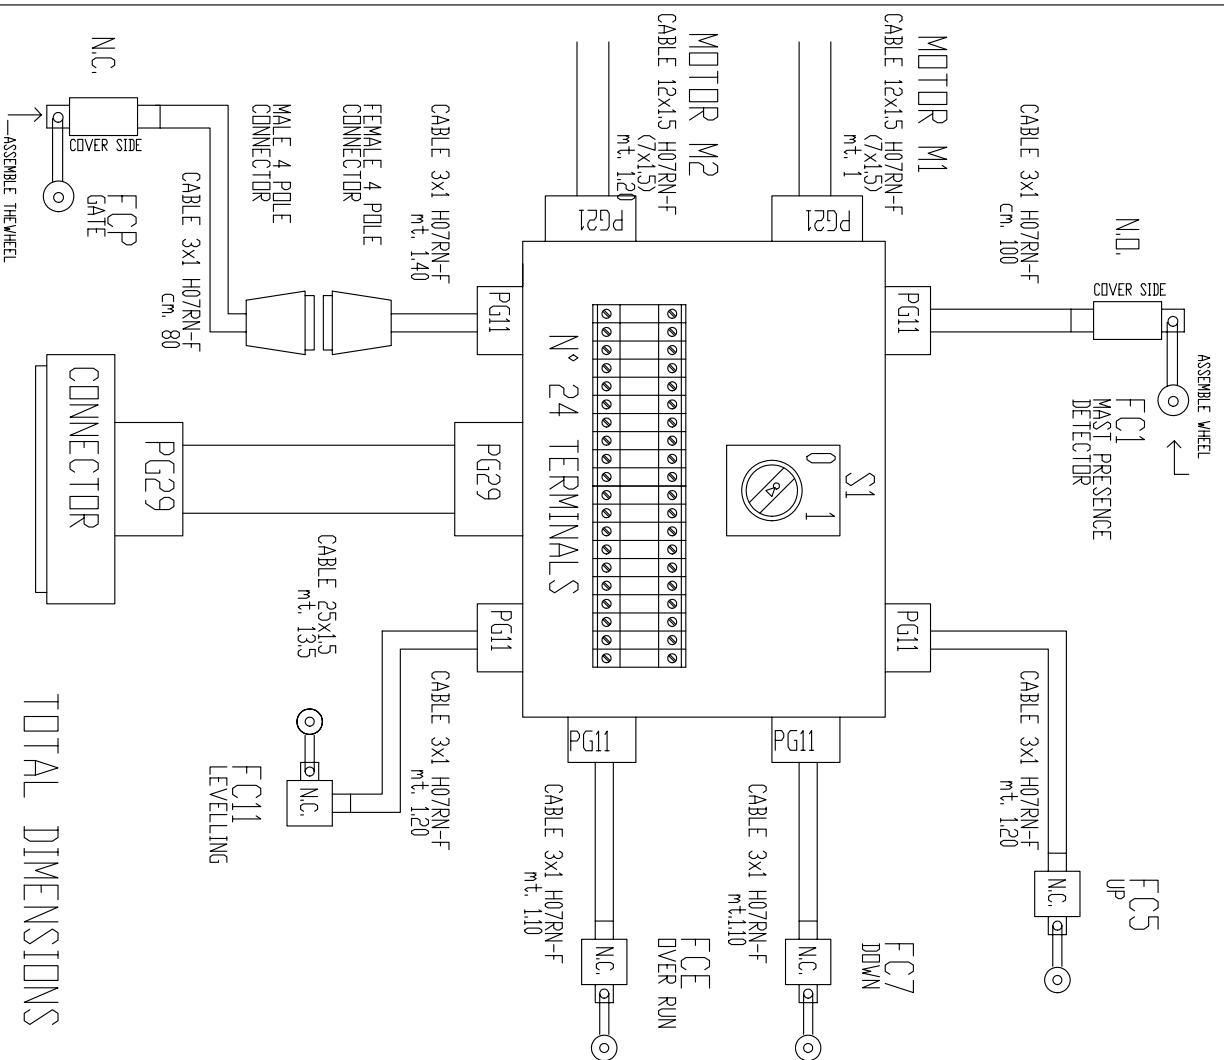 MOTOR M1
CABLE 12x1.5 H07RN-F
(7x1.5)
mt. 1
MOTOR M2
CABLE 12x1.5 H07RN-F
(7x1.5)
mt. 1.20
PG21
PG21
CABLE 3x1 H07RN-F
cm. 100
N.O.
COVER SIDE
ASSEMBLE WHEEL
FC1
MAST PRESENCE
DETECTOR
PG11
PG11
CABLE 3x1 H07RN-F
mt. 1.20
N.C.
FC5
UP
S1
0
1
N° 24 TERMINALS
PG11
CABLE 3x1 H07RN-F
mt.1.10
N.C.
FC7
DOWN
PG11
CABLE 3x1 H07RN-F
mt. 1.10
N.C.
FCE
OVER RUN
PG11
CABLE 3x1 H07RN-F
mt. 1.40
FEMALE 4 POLE
CONNECTOR
MALE 4 POLE
CONNECTOR
CABLE 3x1 H07RN-F
cm. 80
FCP
GATE
N.C.
COVER SIDE
ASSEMBLE THEWHEEL
PG29
PG29
CONNECTOR
CABLE 25x1.5
mt. 13.5
PG11
CABLE 3x1 H07RN-F
mt. 1.20
N.C.
FC11
LEVELLING
TOTAL DIMENSIONS